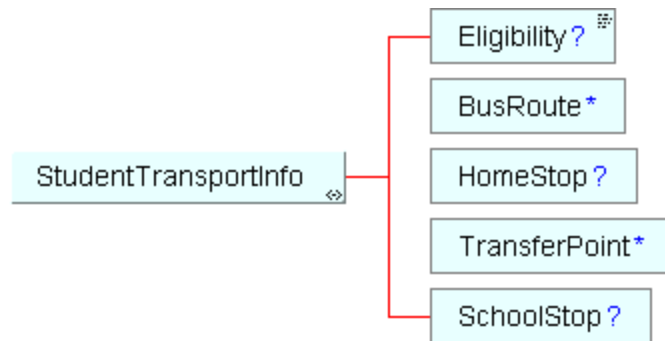 Eligibility?
BusRoute*
StudentTransportInfo
HomeStop?
TransferPoint*
SchoolStop?